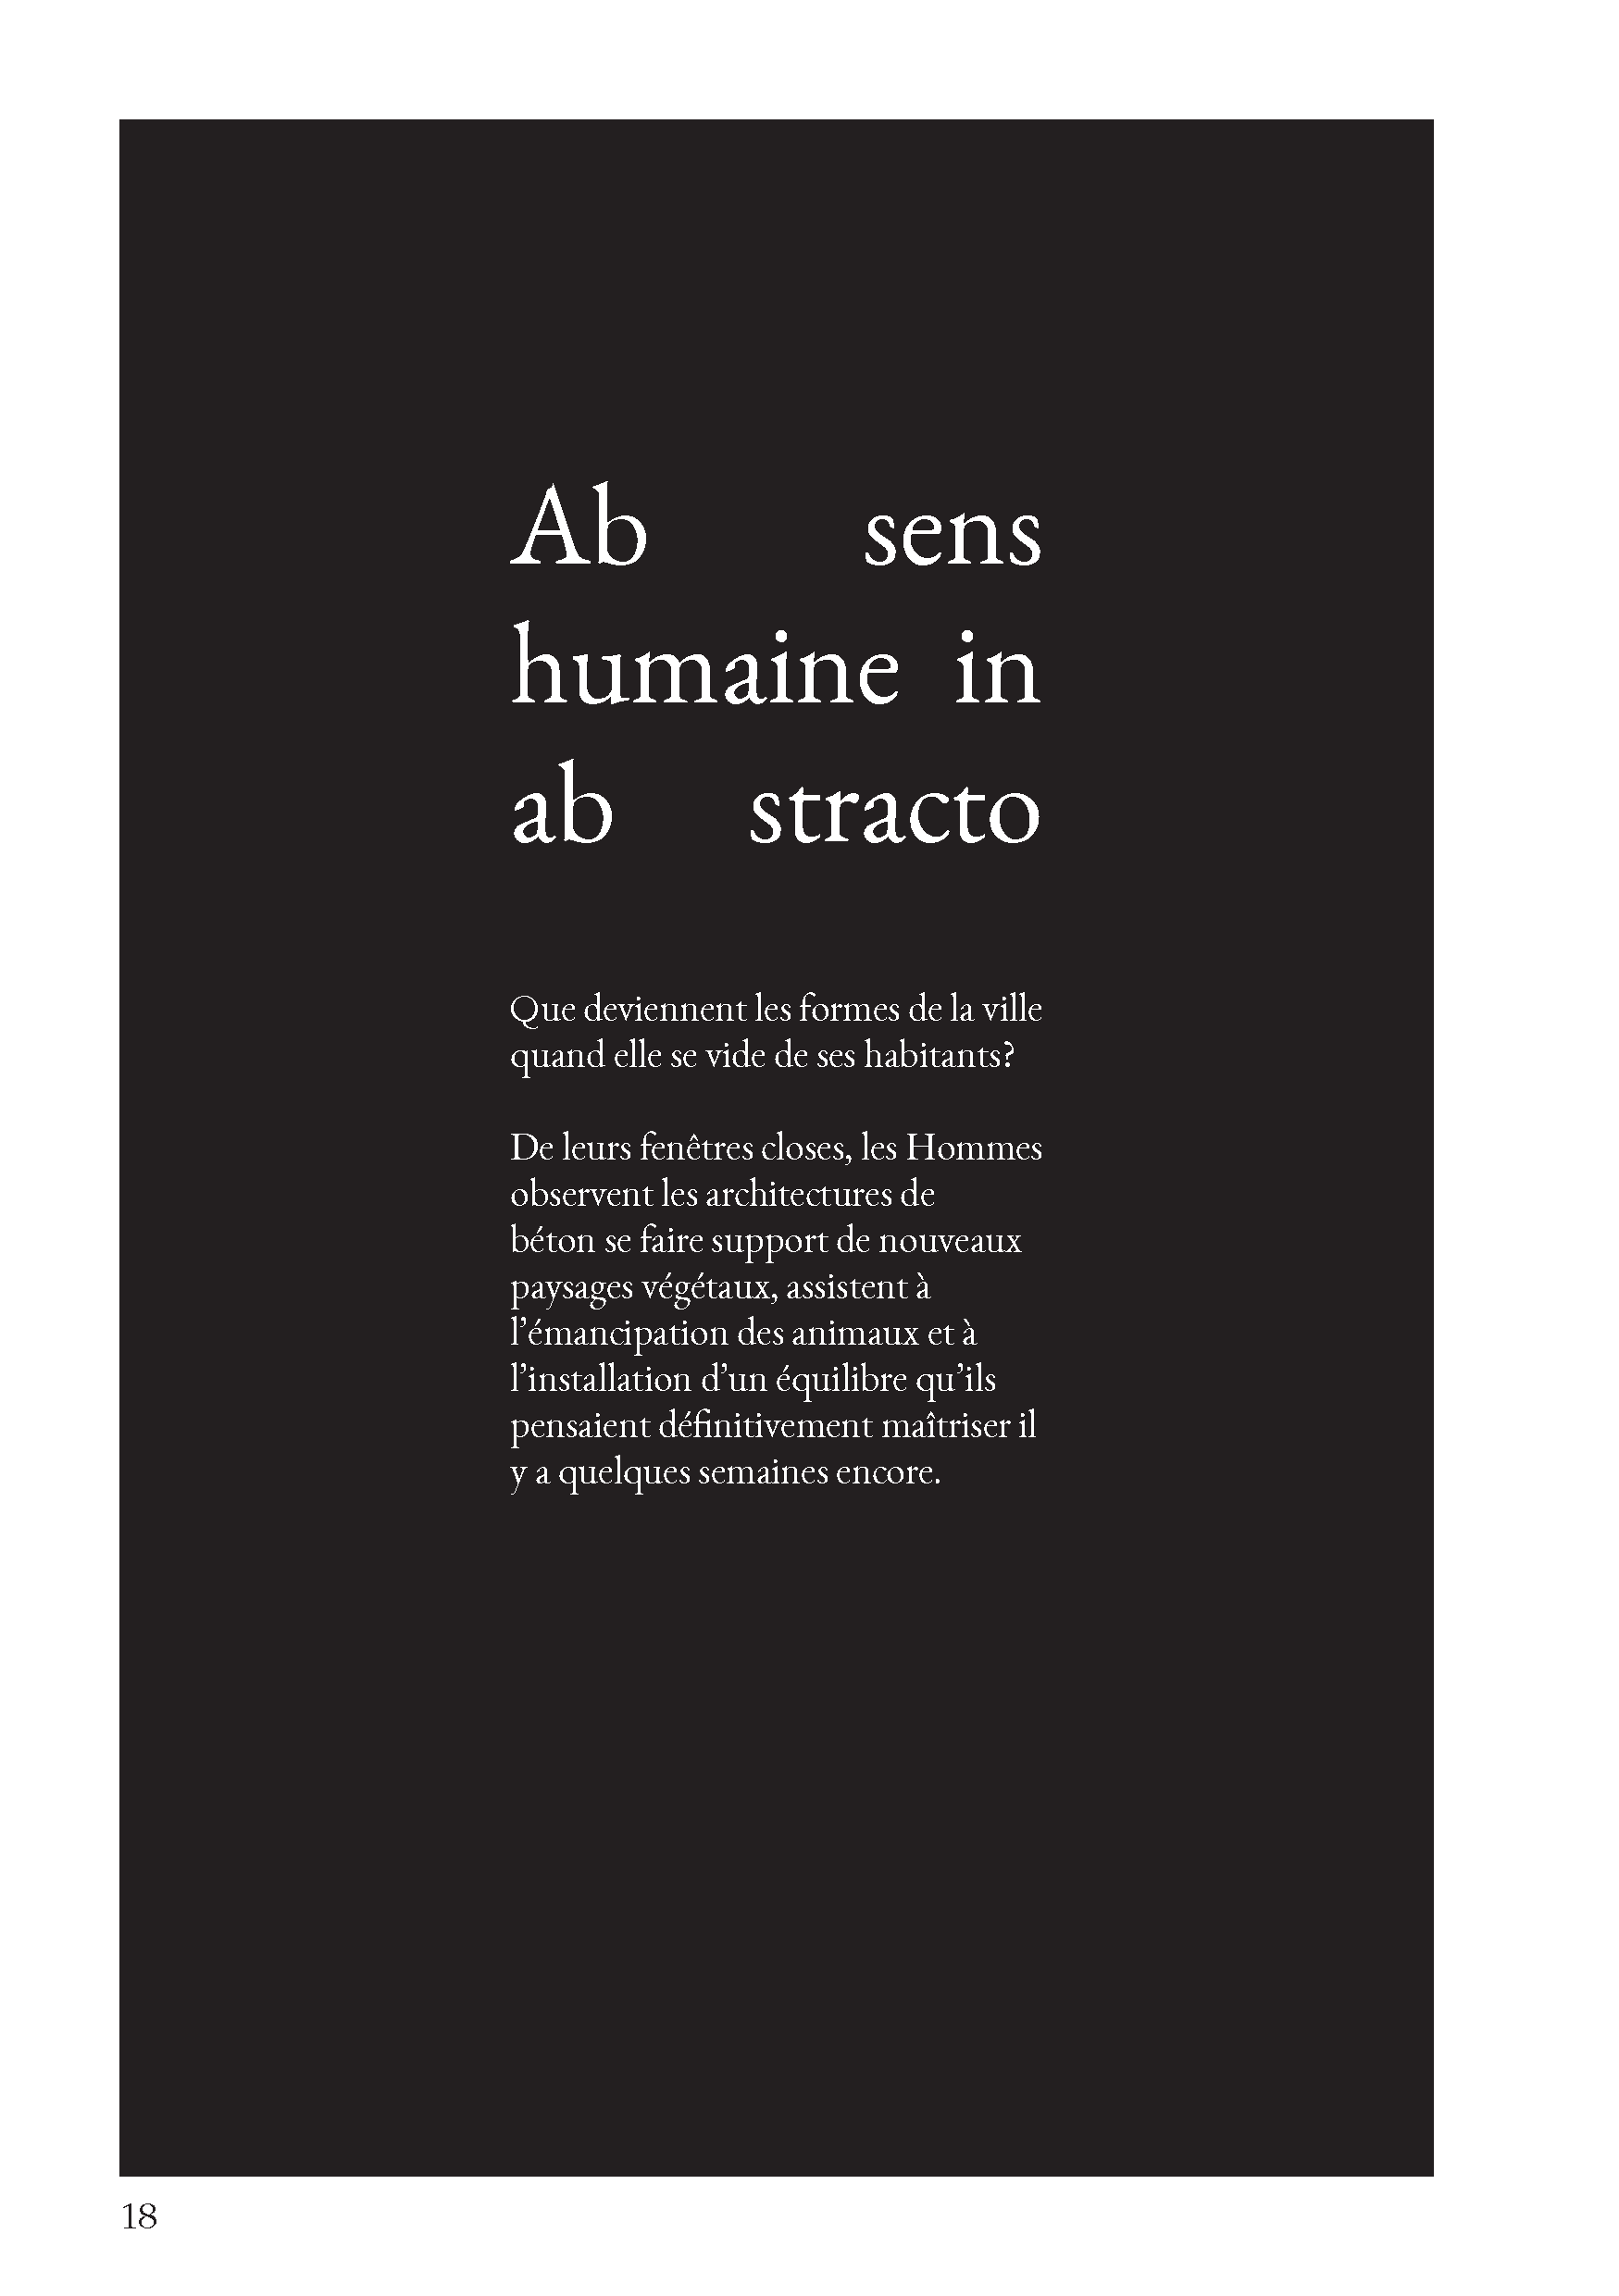 Ab sens
humaine in
ab stracto
Que deviennent les formes de la ville
quand elle se vide de ses habitants?
De leurs fenêtres closes, les Hommes
observent les architectures de
béton se faire support de nouveaux
paysages végétaux, assistent à
l’émancipation des animaux et à
l’installation d’un équilibre qu’ils
pensaient définitivement maîtriser il
y a quelques semaines encore.
18